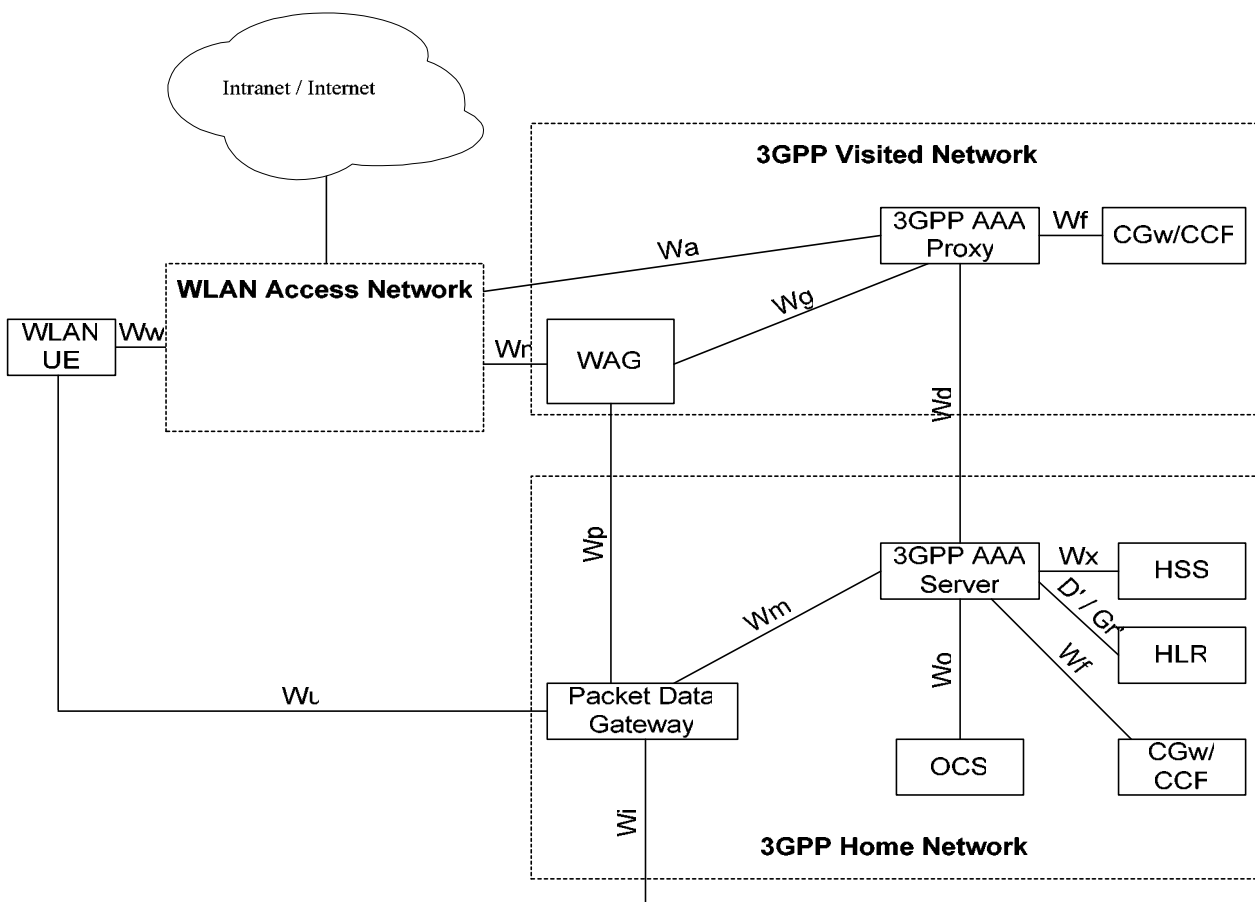 Intranet / Internet
3GPP Visited Network
3GPP AAA
Proxy
Wf
CGw/CCF
Wa
WLAN Access Network
Wg
WLAN
UE
Ww
Wn
WAG
Wd
Wp
3GPP AAA
Server
Wx
HSS
D' / Gr'
HLR
Wm
Wo
Wf
Wu
Packet Data
Gateway
OCS
CGw/
CCF
Wi
3GPP Home Network